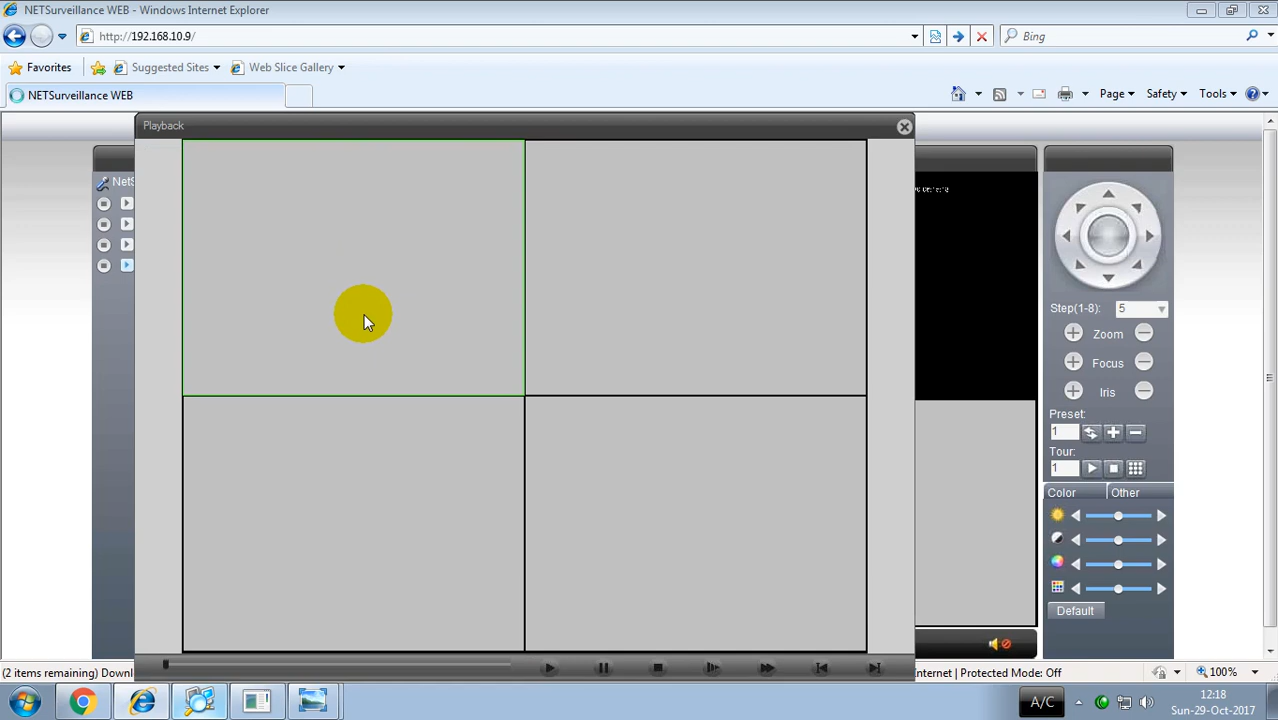 NETSurveillance WEB - Windows Internet Explorer
http://192.168.10.9/
Bing
Favorites
Suggested Sites
Web Slice Gallery
NETSurveillance WEB
Page
Safety
Tools
Playback
NetS
Step(1-8):
5
Zoom
Focus
Iris
Preset:
1
Tour:
1
Color
Other
Default
(2 items remaining) Downl
nternet | Protected Mode: Off
100%
A/C
12:18
Sun-29-Oct-2017